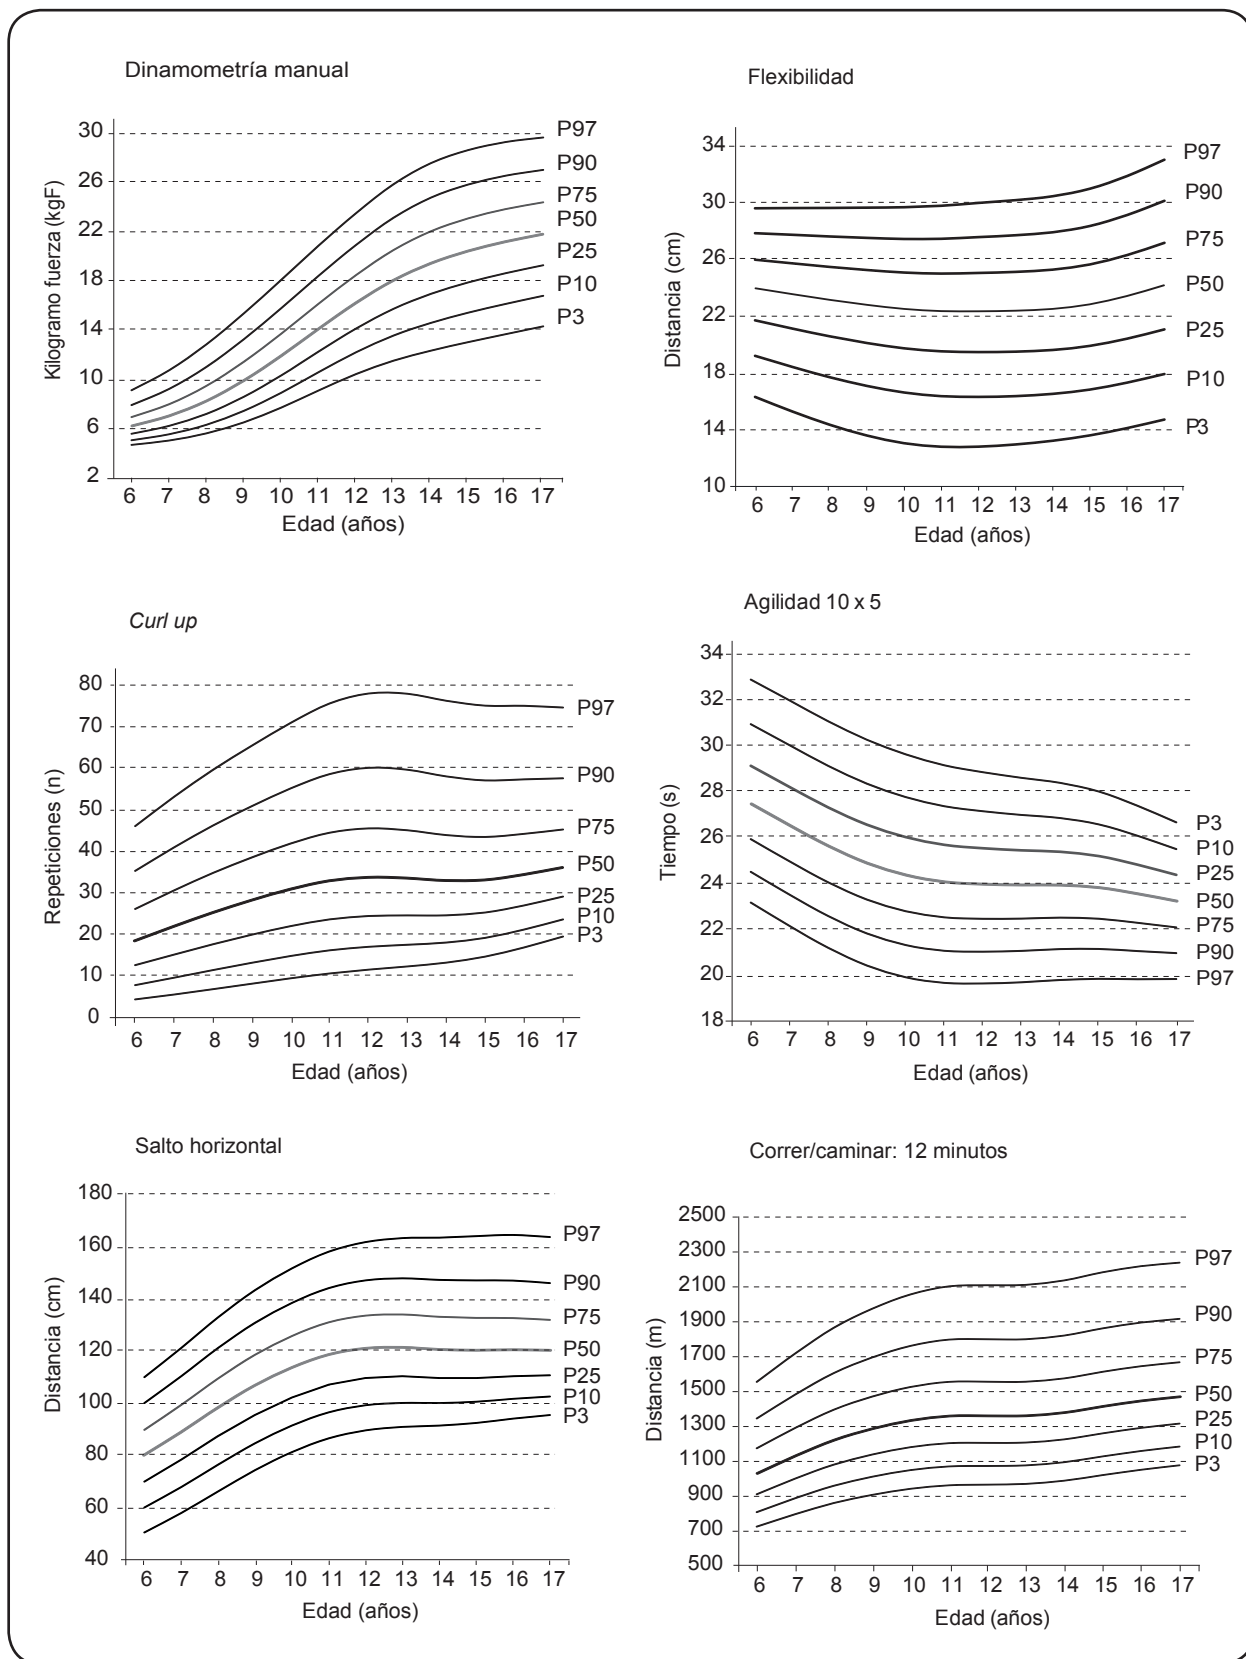 Dinamometría manual
Kilogramo fuerza (kgF)
30
26
22
18
14
10
6
2
P97
P90
P75
P50
P25
P10
P3
6 7 8 9 10 11 12 13 14 15 16 17
Edad (años)
Flexibilidad
Distancia (cm)
34
30
26
22
18
14
10
P97
P90
P75
P50
P25
P10
P3
6 7 8 9 10 11 12 13 14 15 16 17
Edad (años)
Curl up
Repeticiones (n)
80
70
60
50
40
30
20
10
0
P97
P90
P75
P50
P25
P10
P3
6 7 8 9 10 11 12 13 14 15 16 17
Edad (años)
Agilidad 10 x 5
Tiempo (s)
34
32
30
28
26
24
22
20
18
P3
P10
P25
P50
P75
P90
P97
6 7 8 9 10 11 12 13 14 15 16 17
Edad (años)
Salto horizontal
Distancia (cm)
180
160
140
120
100
80
60
40
P97
P90
P75
P50
P25
P10
P3
6 7 8 9 10 11 12 13 14 15 16 17
Edad (años)
Correr/caminar: 12 minutos
Distancia (m)
2500
2300
2100
1900
1700
1500
1300
1100
900
700
500
P97
P90
P75
P50
P25
P10
P3
6 7 8 9 10 11 12 13 14 15 16 17
Edad (años)